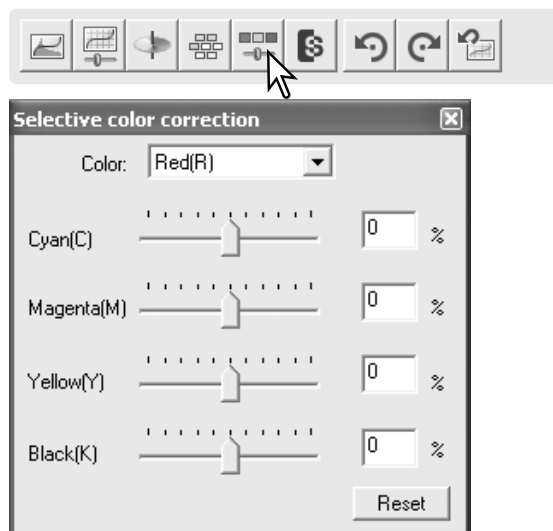 Selective color correction
Color: Red(R)
Cyan(C) 0 %
Magenta(M) 0 %
Yellow(Y) 0 %
Black(K) 0 %
Reset